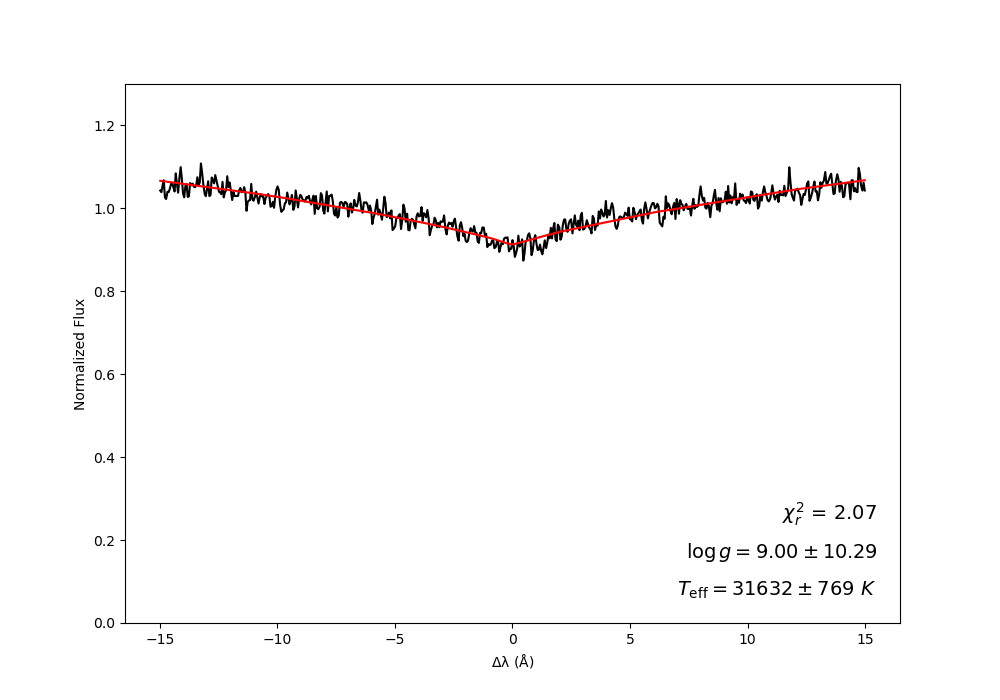 1.2
1.0
0.8
0.6
0.4
0.2
0.0
Normalized Flux
χ²ᵣ = 2.07
log g = 9.00 ± 10.29
T_eff = 31632 ± 769 K
−15 −10 −5 0 5 10 15
Δλ (Å)